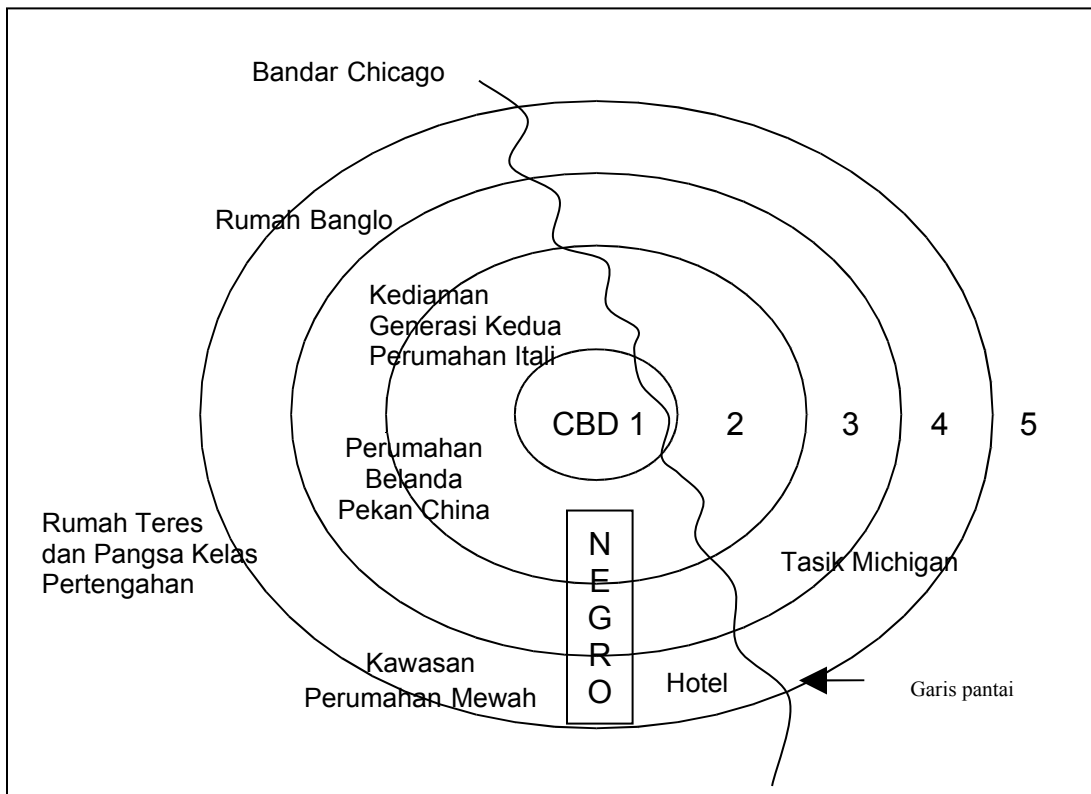 Bandar Chicago
Rumah Banglo
Kediaman
Generasi Kedua
Perumahan Itali
CBD 1 2 3 4 5
Perumahan
Belanda
Pekan China
Rumah Teres
dan Pangsa Kelas
Pertengahan
N
E
G
R
O
Tasik Michigan
Kawasan
Perumahan Mewah
Hotel
Garis pantai